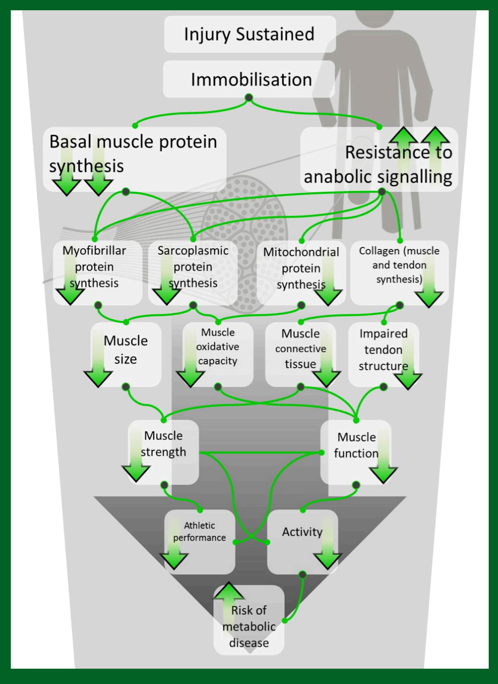 Injury Sustained
Immobilisation
Basal muscle protein
synthesis
Resistance to
anabolic signalling
Myofibrillar
protein
synthesis
Sarcoplasmic
protein
synthesis
Mitochondrial
protein
synthesis
Collagen (muscle
and tendon
synthesis)
Muscle
size
Muscle
oxidative
capacity
Muscle
connective
tissue
Impaired
tendon
structure
Muscle
strength
Muscle
function
Athletic
performance
Activity
Risk of
metabolic
disease